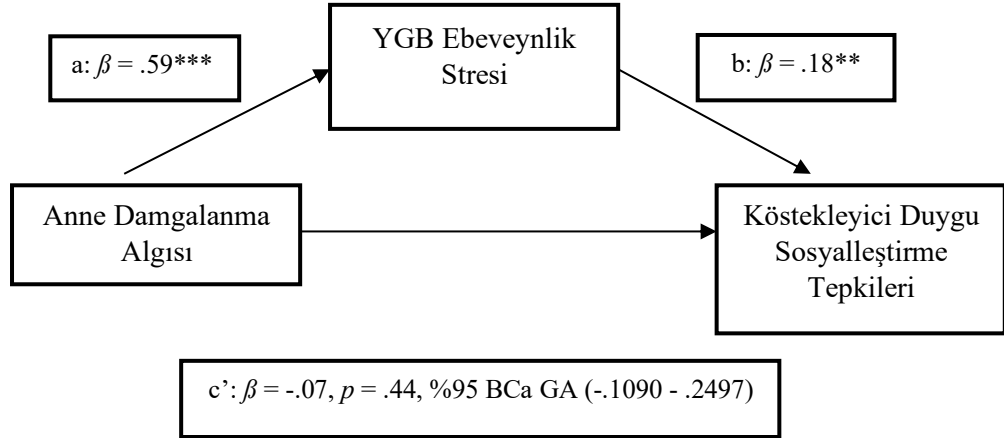 YGB Ebeveynlik
Stresi
a: β = .59***
b: β = .18**
Anne Damgalanma
Algısı
Köstekleyici Duygu
Sosyalleştirme
Tepkileri
c’: β = -.07, p = .44, %95 BCa GA (-.1090 - .2497)